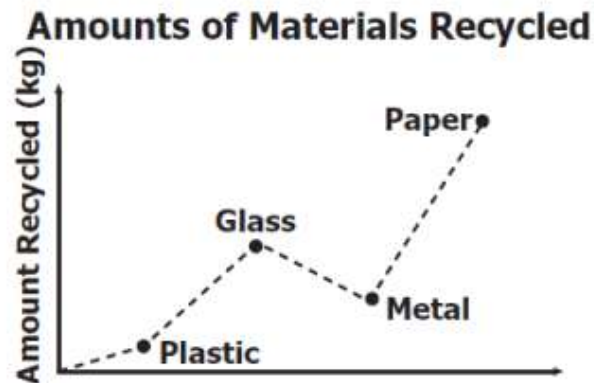 Amounts of Materials Recycled
Amount Recycled (kg)
Paper
Glass
Metal
Plastic